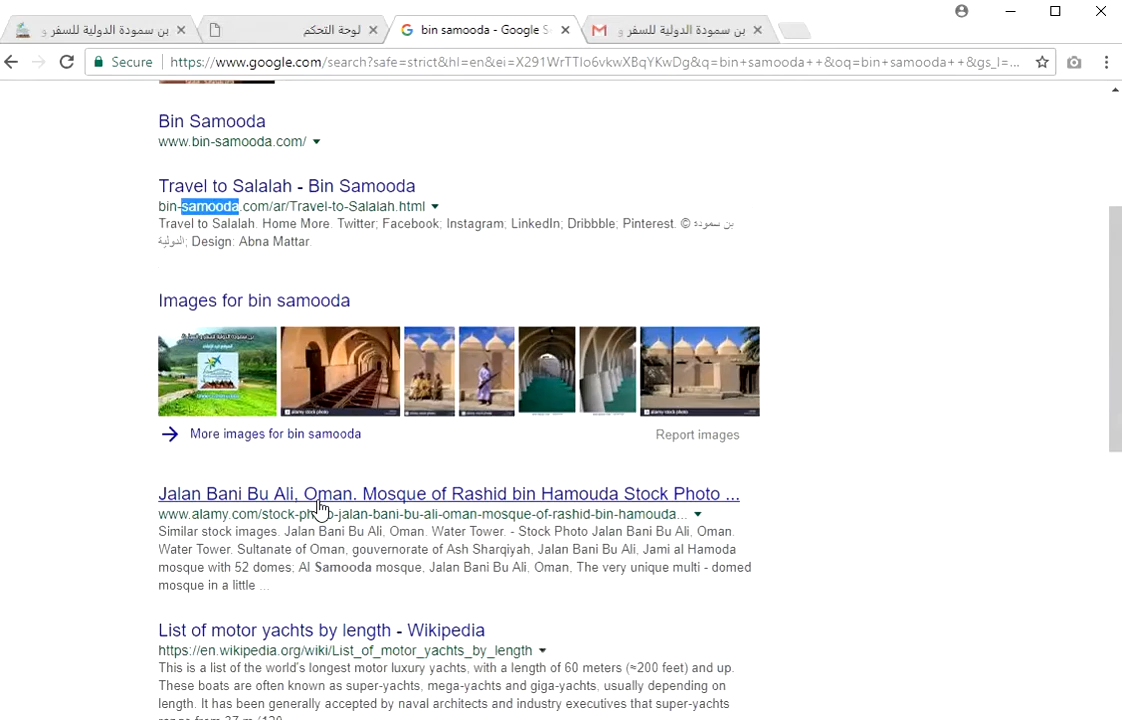 بن سمودة الدولية للسفر و
لوحة التحكم
bin samooda - Google S
بن سمودة الدولية للسفر و
Secure
https://www.google.com/search?safe=strict&hl=en&ei=X291WrTTIo6vkwXBqYKwDg&q=bin+samooda++&oq=bin+samooda++&gs_l=...
Bin Samooda
www.bin-samooda.com/
Travel to Salalah - Bin Samooda
bin-samooda.com/ar/Travel-to-Salalah.html
Travel to Salalah. Home More. Twitter; Facebook; Instagram; LinkedIn; Dribbble; Pinterest. © بن سمودة
الدولية; Design: Abna Mattar.
Images for bin samooda
alamy stock photo
alamy stock photo
More images for bin samooda
Report images
Jalan Bani Bu Ali, Oman. Mosque of Rashid bin Hamouda Stock Photo ...
www.alamy.com/stock-photo-jalan-bani-bu-ali-oman-mosque-of-rashid-bin-hamouda...
Similar stock images. Jalan Bani Bu Ali, Oman. Water Tower. - Stock Photo Jalan Bani Bu Ali, Oman.
Water Tower. Sultanate of Oman, gouvernorate of Ash Sharqiyah, Jalan Bani Bu Ali, Jami al Hamoda
mosque with 52 domes; Al Samooda mosque, Jalan Bani Bu Ali, Oman, The very unique multi - domed
mosque in a little ...
List of motor yachts by length - Wikipedia
https://en.wikipedia.org/wiki/List_of_motor_yachts_by_length
This is a list of the world's longest motor luxury yachts, with a length of 60 meters (≈200 feet) and up.
These boats are often known as super-yachts, mega-yachts and giga-yachts, usually depending on
length. It has been generally accepted by naval architects and industry executives that super-yachts